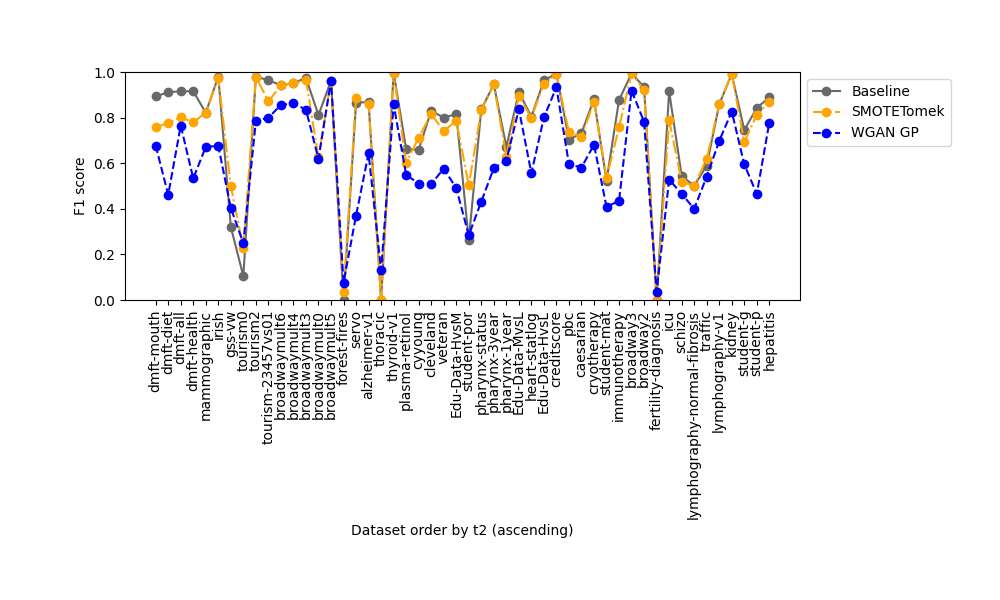 Baseline
SMOTETomek
WGAN GP
F1 score
1.0
0.8
0.6
0.4
0.2
0.0
dmft-mouth
dmft-diet
dmft-all
dmft-health
mammographic
irish
gss-vw
tourism0
tourism2
tourism-23457vs01
broadwaymult6
broadwaymult4
broadwaymult3
broadwaymult0
broadwaymult5
forest-fires
servo
alzheimer-v1
thoracic
thyroid-v1
plasma-retinol
cyyoung
cleveland
veteran
Edu-Data-HvsM
student-por
pharynx-status
pharynx-3year
pharynx-1year
Edu-Data-MvsL
heart-statlog
Edu-Data-HvsL
creditscore
pbc
caesarian
cryotherapy
student-mat
immunotherapy
broadway3
broadway2
fertility-diagnosis
icu
schizo
lymphography-normal-fibrosis
traffic
lymphography-v1
kidney
student-g
student-p
hepatitis
Dataset order by t2 (ascending)